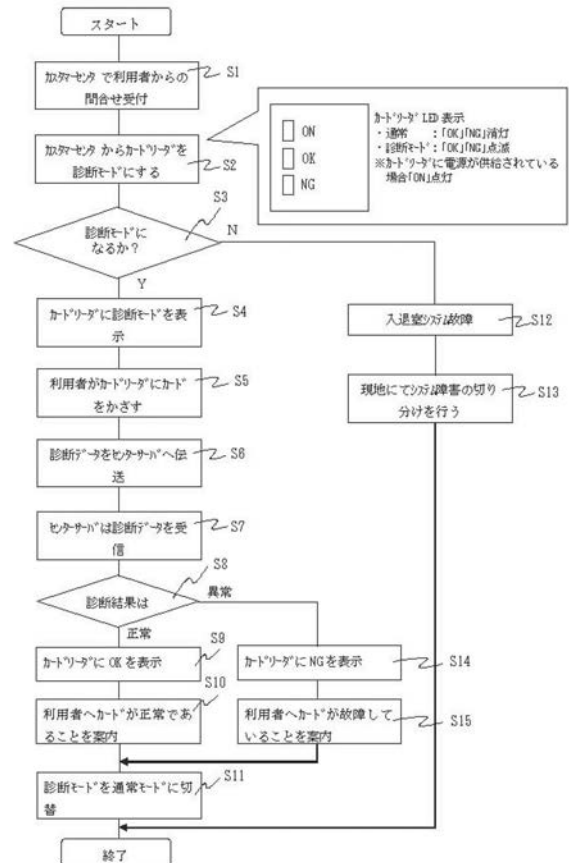 スタート
カスタマーセンタ で利用者からの
問合せ受付
S1
カスタマーセンタ からカードリーダを
診断モードにする
S2
ON
OK
NG
カードリーダ LED 表示
・通常　　:「OK」「NG」消灯
・診断モード:「OK」「NG」点滅
※カードリーダに電源が供給されている
場合「ON」点灯
S3
診断モードに
なるか？
N
Y
カードリーダに診断モードを表
示
S4
入退室システム故障
S12
利用者がカードリーダにカード
をかざす
S5
現地にてシステム障害の切り
分けを行う
S13
診断データをセンターサーバへ伝
送
S6
センターサーバは診断データを受
信
S7
S8
診断結果は
異常
正常
カードリーダに OK を表示
S9
カードリーダに NG を表示
S14
利用者へカードが正常であ
ることを案内
S10
利用者へカードが故障して
いることを案内
S15
診断モードを通常モードに切
替
S11
終了